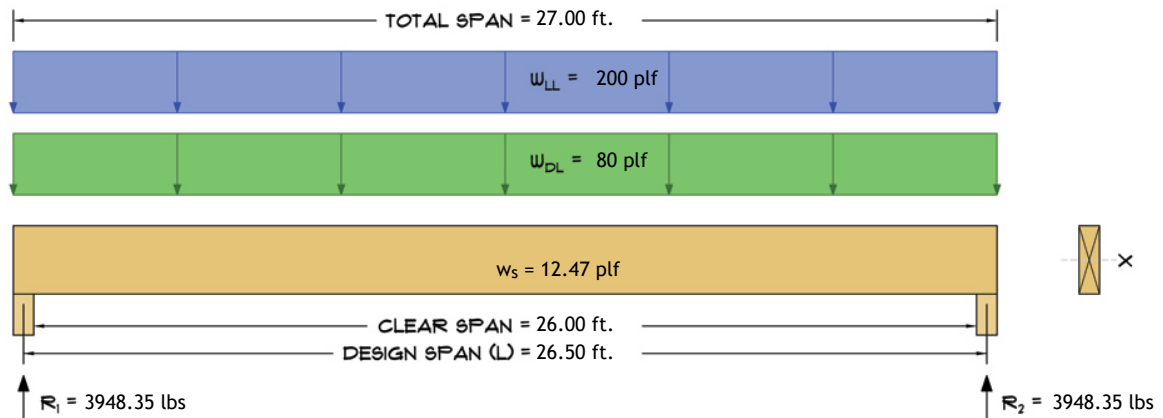 TOTAL SPAN = 27.00 ft.
wLL = 200 plf
wDL = 80 plf
ws = 12.47 plf
X
CLEAR SPAN = 26.00 ft.
DESIGN SPAN (L) = 26.50 ft.
R1 = 3948.35 lbs
R2 = 3948.35 lbs